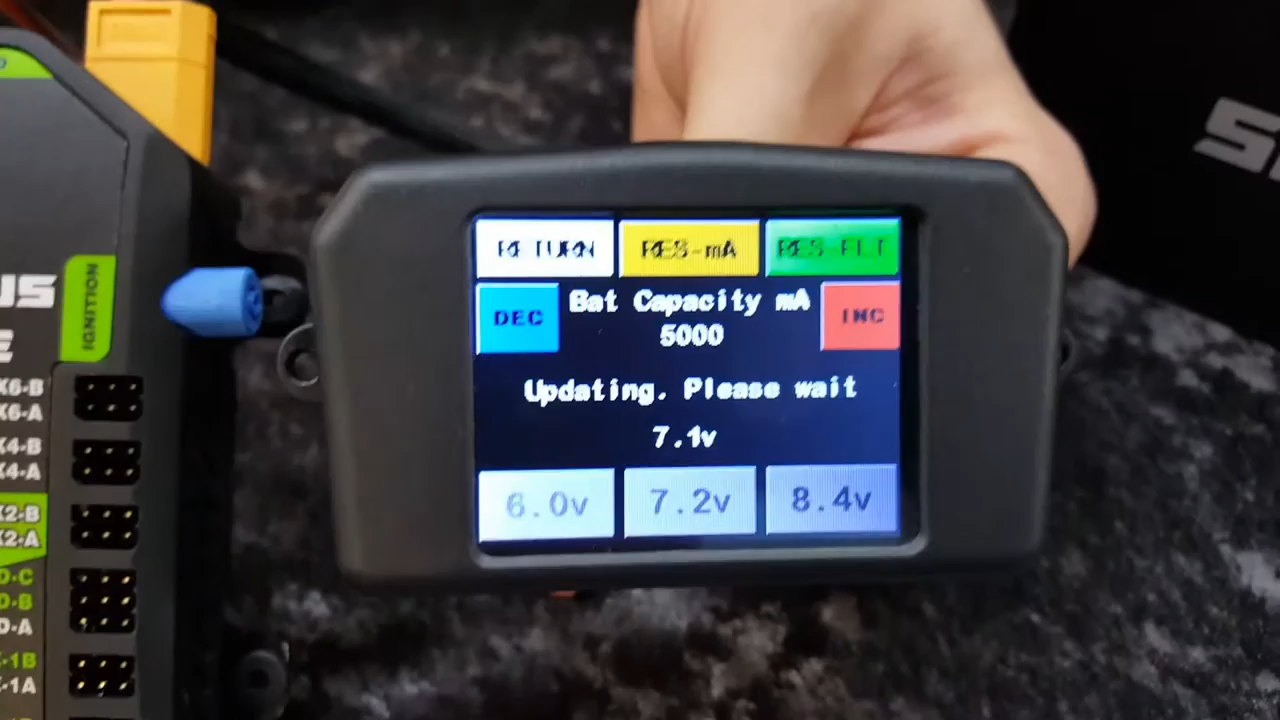 RETURN RES-mA RES-FLT
DEC Bat Capacity mA INC
5000
Updating. Please wait
7.1v
6.0v 7.2v 8.4v
IGNITION
US
E
X6-B
X6-A
X4-B
X4-A
X2-B
X2-A
D-C
D-B
D-A
-1B
-1A